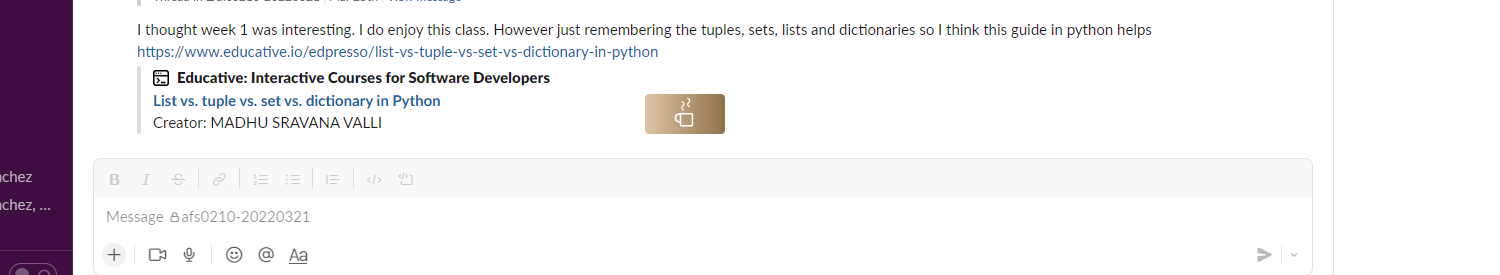 I thought week 1 was interesting. I do enjoy this class. However just remembering the tuples, sets, lists and dictionaries so I think this guide in python helps
https://www.educative.io/edpresso/list-vs-tuple-vs-set-vs-dictionary-in-python
Educative: Interactive Courses for Software Developers
List vs. tuple vs. set vs. dictionary in Python
Creator: MADHU SRAVANA VALLI
nchez
nchez, ...
B I S
Message afs0210-20220321
Aa